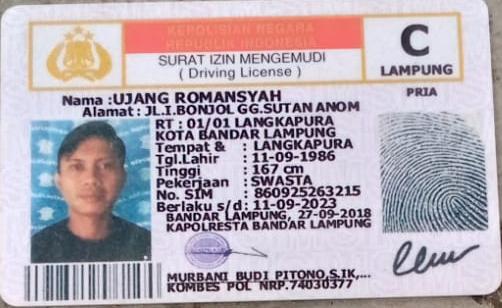 KEPOLISIAN NEGARA
REPUBLIK INDONESIA
SURAT IZIN MENGEMUDI
( Driving License )
C
LAMPUNG
PRIA
Nama :UJANG ROMANSYAH
Alamat: JL.I.BONJOL GG.SUTAN ANOM
RT : 01/01 LANGKAPURA
KOTA BANDAR LAMPUNG
Tempat & : LANGKAPURA
Tgl.Lahir :11-09-1986
Tinggi :167 cm
Pekerjaan :SWASTA
No. SIM : 860925263215
Berlaku s/d:11-09-2023
BANDAR LAMPUNG, 27-09-2018
KAPOLRESTA BANDAR LAMPUNG
MURBANI BUDI PITONO,S,IK,...
KOMBES POL NRP.74030377